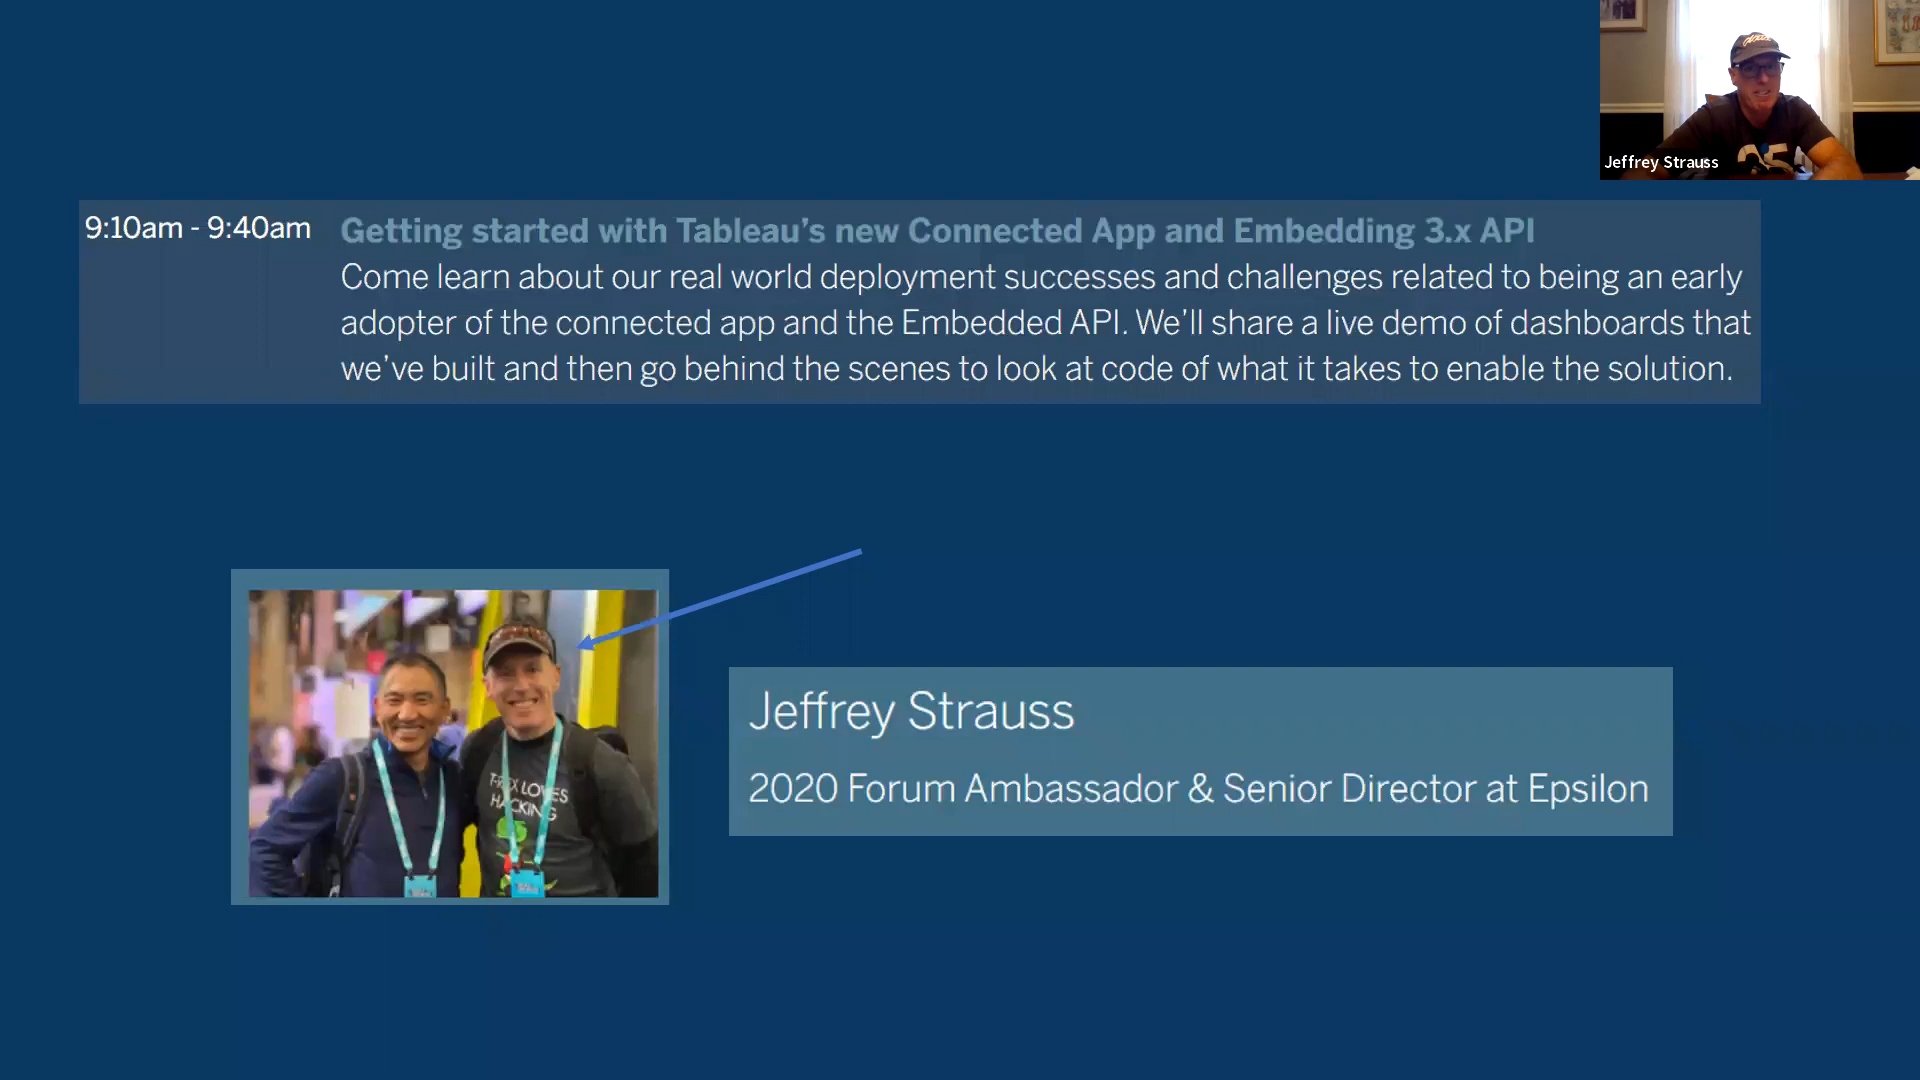 Jeffrey Strauss
9:10am - 9:40am
Getting started with Tableau's new Connected App and Embedding 3.x API
Come learn about our real world deployment successes and challenges related to being an early
adopter of the connected app and the Embedded API. We'll share a live demo of dashboards that
we've built and then go behind the scenes to look at code of what it takes to enable the solution.
T-REX LOVES
HACKING
Jeffrey Strauss
2020 Forum Ambassador & Senior Director at Epsilon